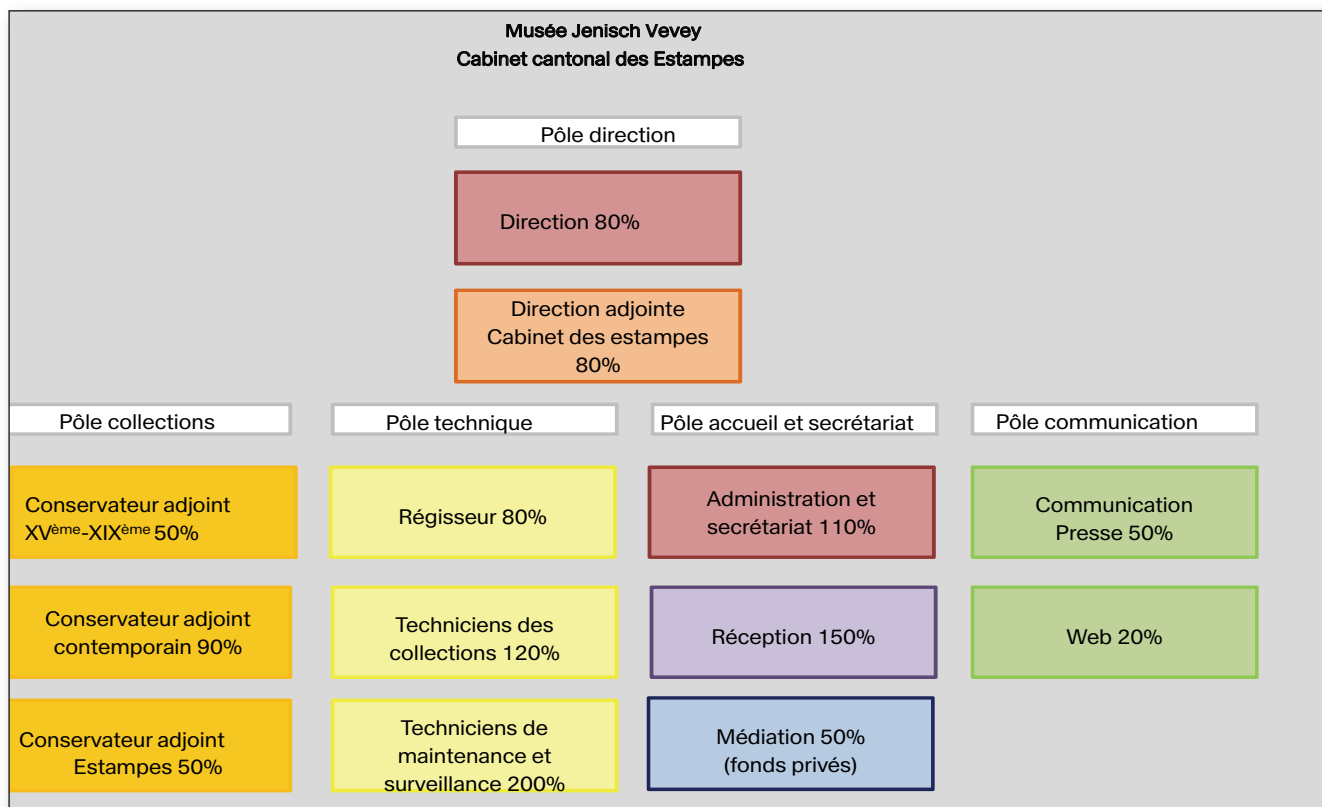 Musée Jenisch Vevey
Cabinet cantonal des Estampes
Pôle direction
Direction 80%
Direction adjointe
Cabinet des estampes
80%
Pôle collections
Conservateur adjoint
XVème-XIXème 50%
Conservateur adjoint
contemporain 90%
Conservateur adjoint
Estampes 50%
Pôle technique
Régisseur 80%
Techniciens des
collections 120%
Techniciens de
maintenance et
surveillance 200%
Pôle accueil et secrétariat
Administration et
secrétariat 110%
Réception 150%
Médiation 50%
(fonds privés)
Pôle communication
Communication
Presse 50%
Web 20%